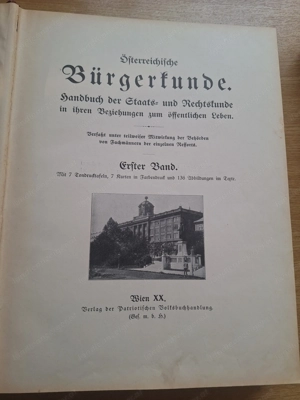 Österreichische
Bürgerkunde.
Handbuch der Staats- und Rechtskunde
in ihren Beziehungen zum öffentlichen Leben.
Verfaßt unter teilweiser Mitwirkung der Behörden
von Fachmännern der einzelnen Ressorts.
Erster Band.
Mit 7 Tondrucktafeln, 7 Karten in Farbendruck und 136 Abbildungen im Texte.
Wien XX.
Verlag der Patriotischen Volksbuchhandlung.
(Ges. m. b. H.)